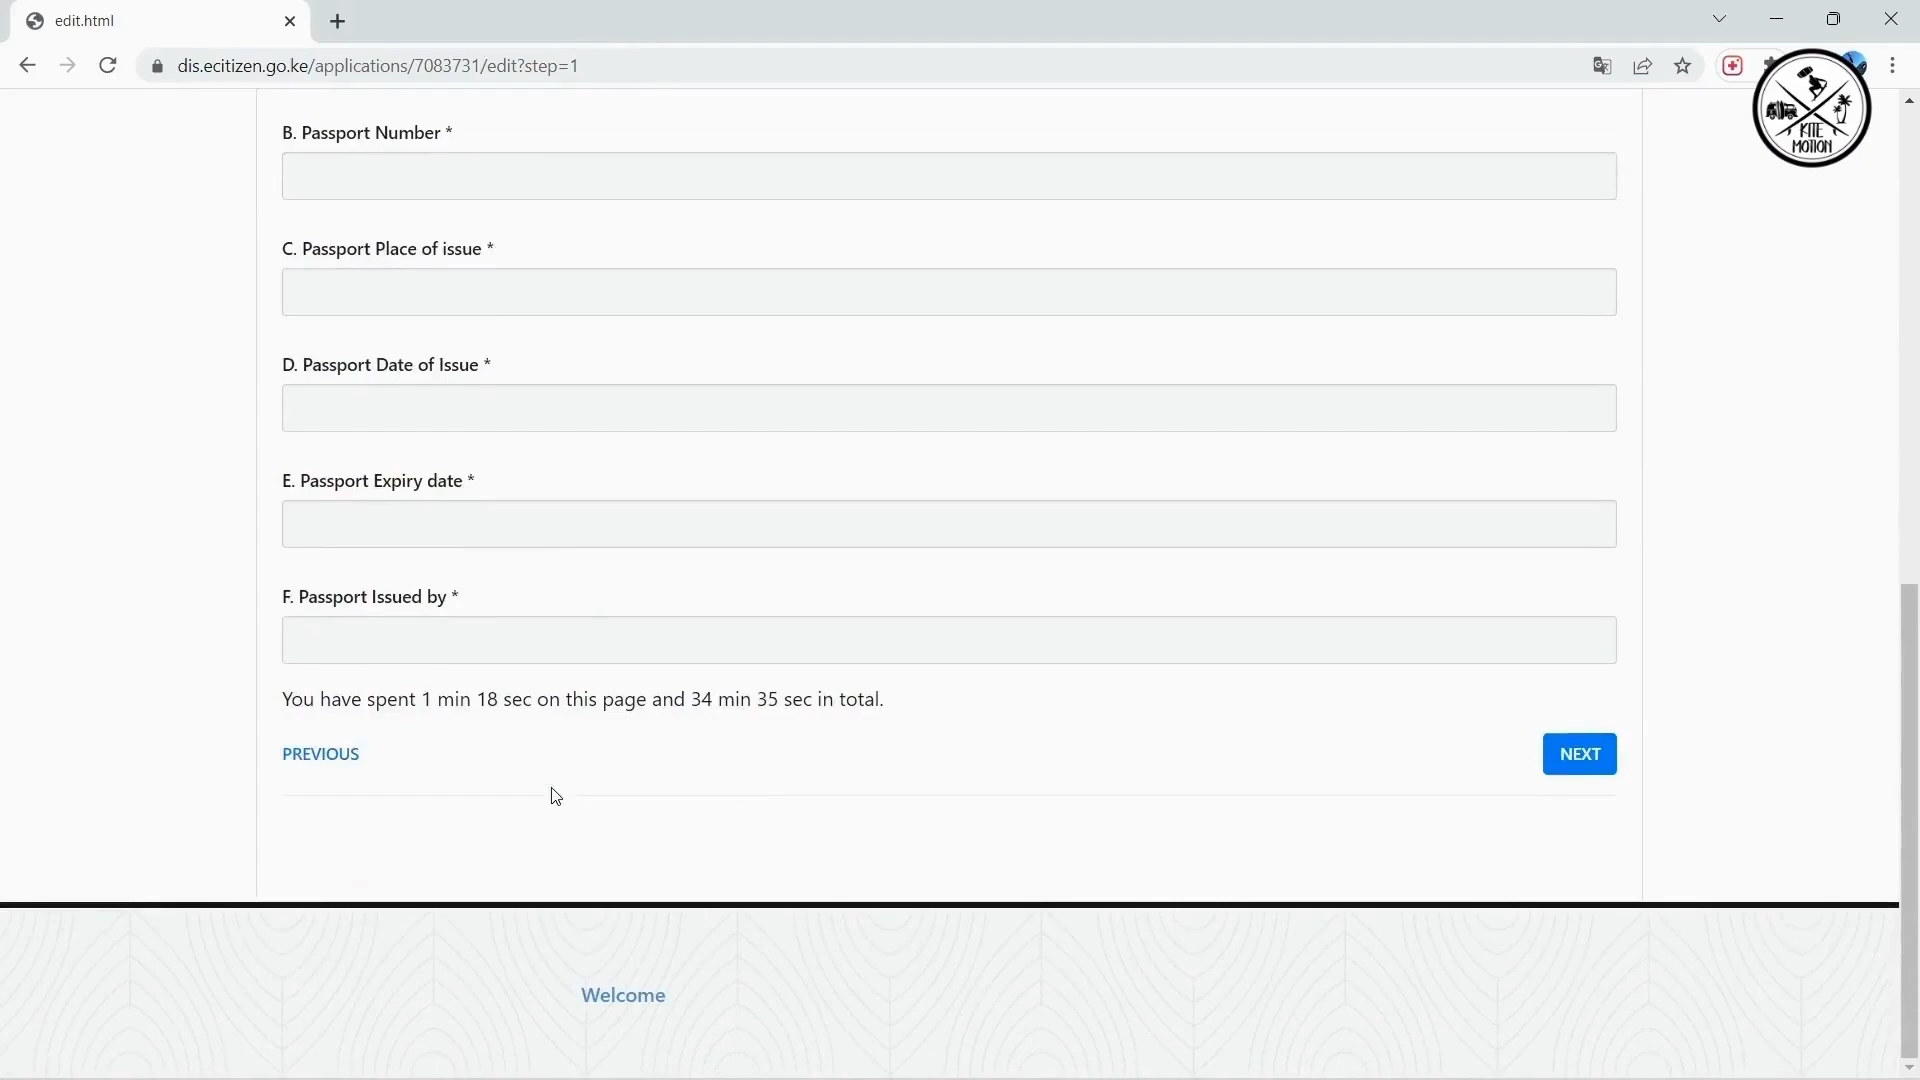 edit.html
dis.ecitizen.go.ke/applications/7083731/edit?step=1
KITE
MOTION
B. Passport Number *
C. Passport Place of issue *
D. Passport Date of Issue *
E. Passport Expiry date *
F. Passport Issued by *
You have spent 1 min 18 sec on this page and 34 min 35 sec in total.
PREVIOUS
NEXT
Welcome